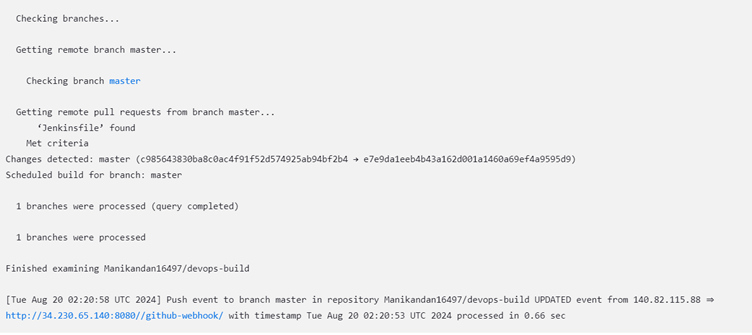 Checking branches...
Getting remote branch master...
Checking branch master
Getting remote pull requests from branch master...
‘Jenkinsfile’ found
Met criteria
Changes detected: master (c985643830ba8c0ac4f91f52d574925ab94bf2b4 → e7e9da1eeb4b43a162d001a1460a69ef4a9595d9)
Scheduled build for branch: master
1 branches were processed (query completed)
1 branches were processed
Finished examining Manikandan16497/devops-build
[Tue Aug 20 02:20:58 UTC 2024] Push event to branch master in repository Manikandan16497/devops-build UPDATED event from 140.82.115.88 ⇒
http://34.230.65.140:8080//github-webhook/ with timestamp Tue Aug 20 02:20:53 UTC 2024 processed in 0.66 sec